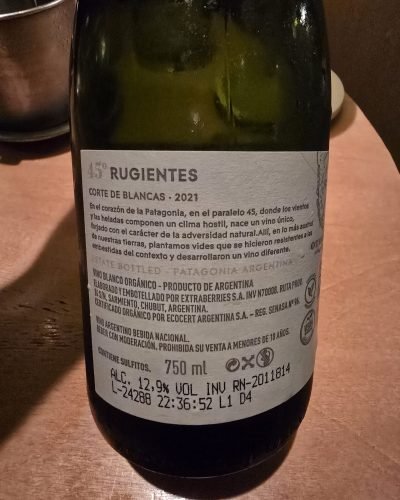 45° RUGIENTES
CORTE DE BLANCAS - 2021
En el corazón de la Patagonia, en el paralelo 45, donde los vientos
y las heladas componen un clima hostil, nace un vino único,
forjado con el carácter de la adversidad natural.Allí, en lo más austral
de nuestras tierras, plantamos vides que se hicieron resistentes a las
embestidas del contexto y desarrollaron un vino diferente.
ESTATE BOTTLED - PATAGONIA ARGENTINA
VINO BLANCO ORGÁNICO - PRODUCTO DE ARGENTINA
ELABORADO Y EMBOTELLADO POR EXTRABERRIES S.A. INV N70008. RUTA PROV.
S/N, SARMIENTO, CHUBUT, ARGENTINA.
CERTIFICADO ORGÁNICO POR ECOCERT ARGENTINA S.A. - REG. SENASA Nº
VINO ARGENTINO BEBIDA NACIONAL.
BEBER CON MODERACIÓN. PROHIBIDA SU VENTA A MENORES DE 18 AÑOS.
CONTIENE SULFITOS. 750 ml
ALC. 12,9% VOL INV RN-2011814
L-24288 22:36:52 L1 D4